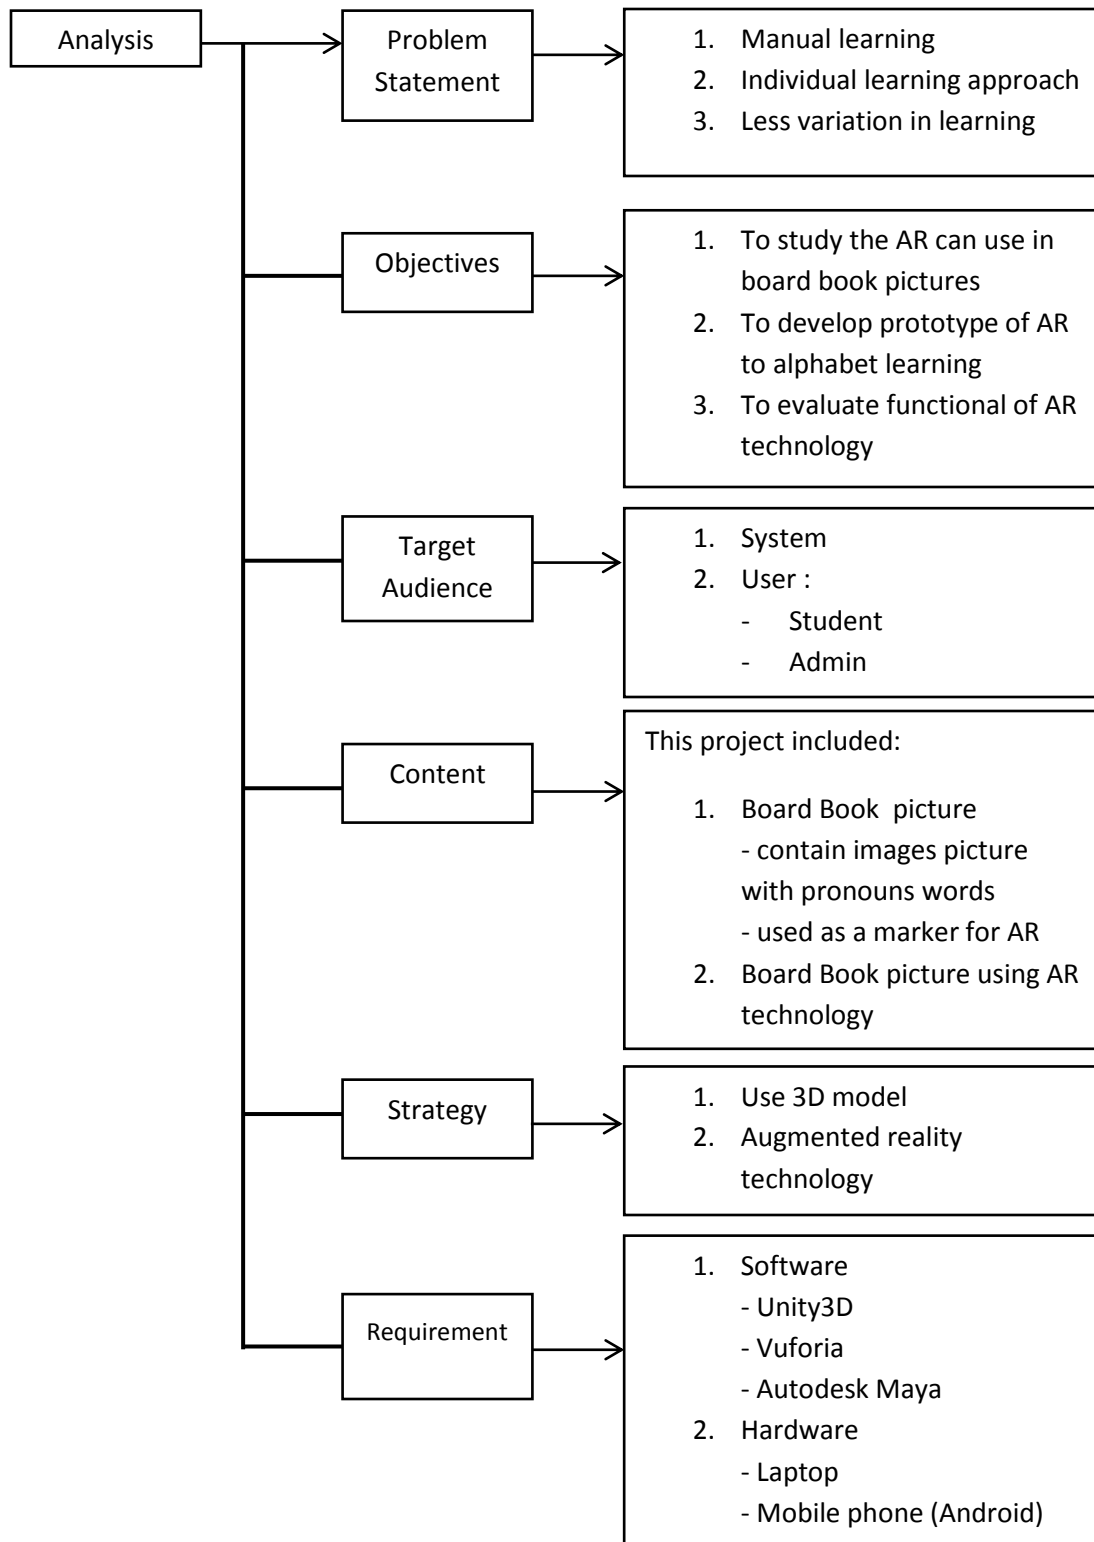 Analysis
Problem
Statement
1. Manual learning
2. Individual learning approach
3. Less variation in learning
Objectives
1. To study the AR can use in
board book pictures
2. To develop prototype of AR
to alphabet learning
3. To evaluate functional of AR
technology
Target
Audience
1. System
2. User :
- Student
- Admin
Content
This project included:
1. Board Book picture
- contain images picture
with pronouns words
- used as a marker for AR
2. Board Book picture using AR
technology
Strategy
1. Use 3D model
2. Augmented reality
technology
Requirement
1. Software
- Unity3D
- Vuforia
- Autodesk Maya
2. Hardware
- Laptop
- Mobile phone (Android)